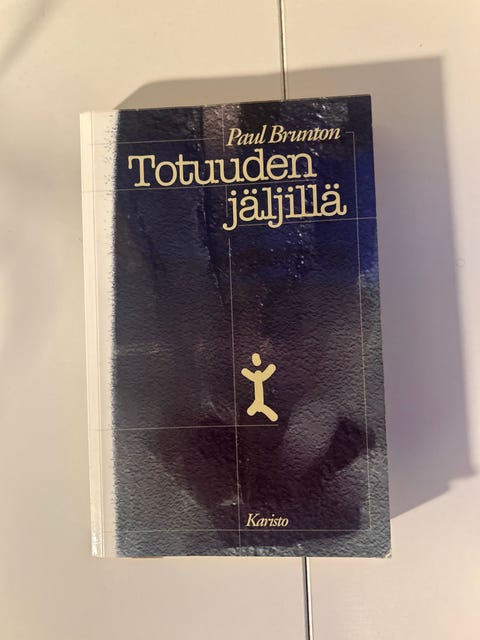 Paul Brunton
Totuuden
jäljillä
Karisto